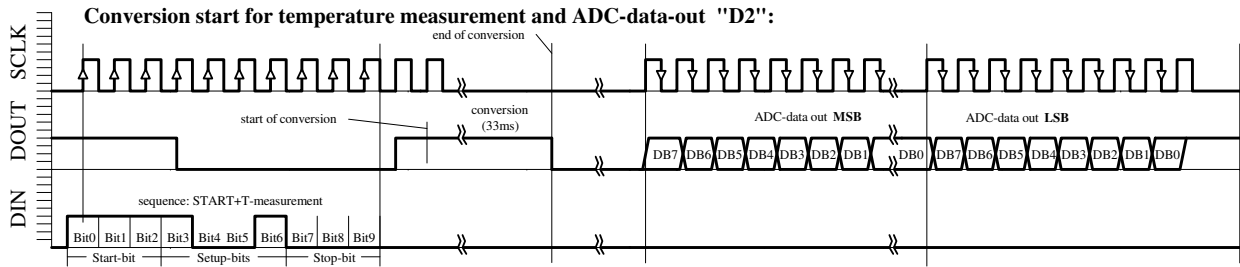 Conversion start for temperature measurement and ADC-data-out "D2":
end of conversion
SCLK
start of conversion
conversion
(33ms)
ADC-data out MSB
ADC-data out LSB
DOUT
DB7 DB6 DB5 DB4 DB3 DB2 DB1 DB0 DB7 DB6 DB5 DB4 DB3 DB2 DB1 DB0
sequence: START+T-measurement
DIN
Bit0 Bit1 Bit2 Bit3 Bit4 Bit5 Bit6 Bit7 Bit8 Bit9
Start-bit Setup-bits Stop-bit